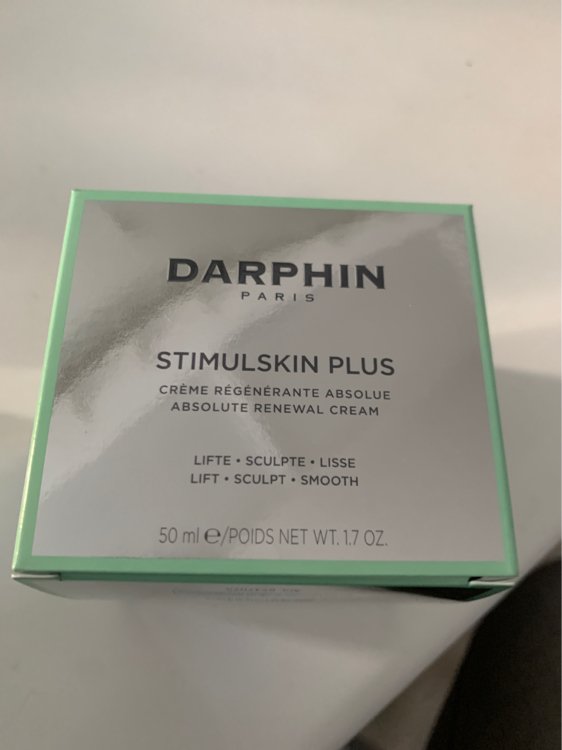 DARPHIN
PARIS
STIMULSKIN PLUS
CRÈME RÉGÉNÉRANTE ABSOLUE
ABSOLUTE RENEWAL CREAM
LIFTE • SCULPTE • LISSE
LIFT • SCULPT • SMOOTH
50 ml ℮/POIDS NET WT. 1.7 OZ.